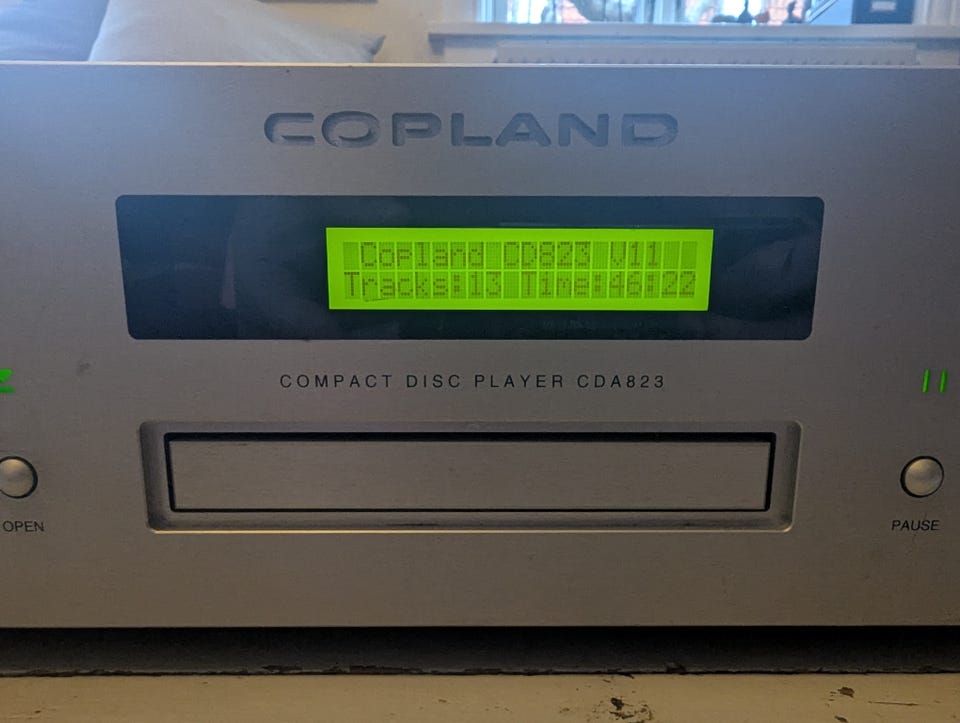 COPLAND
Copland CD823 V11
Tracks:13 Time:46:22
COMPACT DISC PLAYER CDA823
OPEN
PAUSE